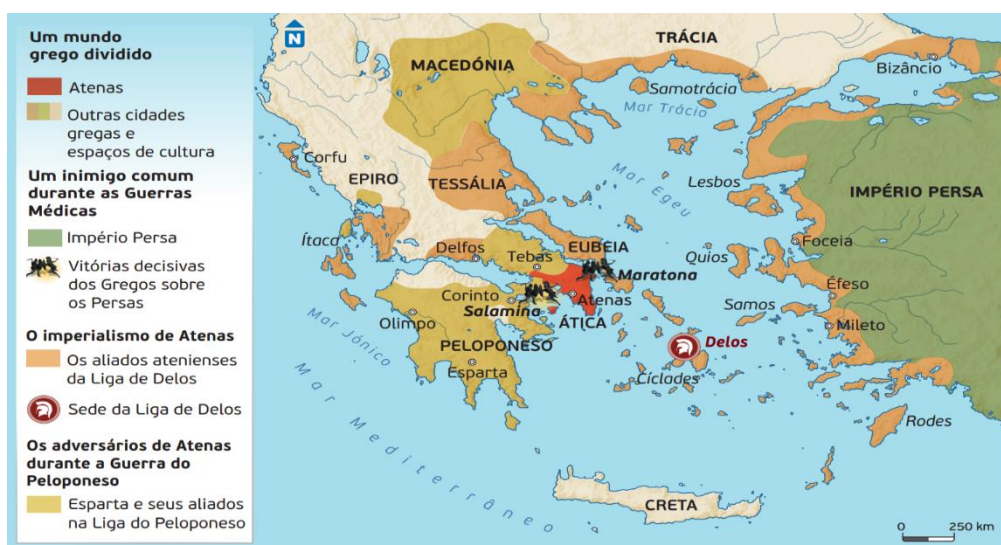 Um mundo
grego dividido
Atenas
Outras cidades
gregas e
espaços de cultura
Um inimigo comum
durante as Guerras
Médicas
Império Persa
Vitórias decisivas
dos Gregos sobre
os Persas
O imperialismo de Atenas
Os aliados atenienses
da Liga de Delos
Sede da Liga de Delos
Os adversários de Atenas
durante a Guerra do
Peloponeso
Esparta e seus aliados
na Liga do Peloponeso
N
TRÁCIA
MACEDÓNIA
Bizâncio
Samotrácia
Mar Trácio
Corfu
EPIRO
TESSÁLIA
Mar Egeu
Lesbos
IMPÉRIO PERSA
Ítaca
Delfos
EUBEIA
Tebas
Maratona
Quios
Foceia
Corinto
Salamina
Atenas
Éfeso
Olimpo
ÁTICA
Samos
Mileto
Mar Jónico
PELOPONESO
Delos
Esparta
Cíclades
Mar Mediterrâneo
Rodes
CRETA
0 250 km